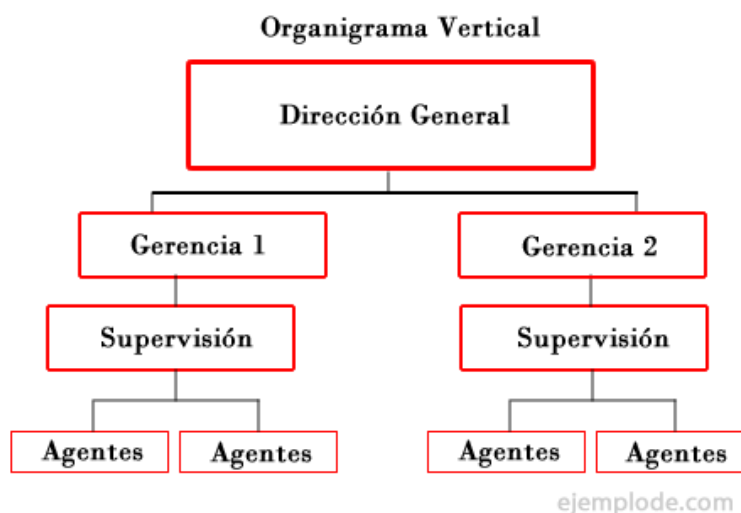 Organigrama Vertical
Dirección General
Gerencia 1
Gerencia 2
Supervisión
Supervisión
Agentes
Agentes
Agentes
Agentes
ejemplode.com